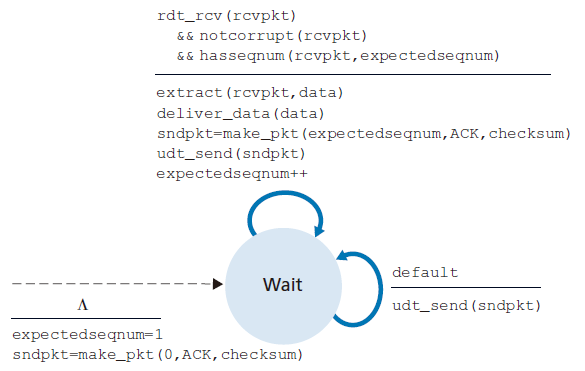 rdt_rcv(rcvpkt)
&& notcorrupt(rcvpkt)
&& hasseqnum(rcvpkt,expectedseqnum)
extract(rcvpkt,data)
deliver_data(data)
sndpkt=make_pkt(expectedseqnum,ACK,checksum)
udt_send(sndpkt)
expectedseqnum++
Wait
default
udt_send(sndpkt)
Λ
expectedseqnum=1
sndpkt=make_pkt(0,ACK,checksum)